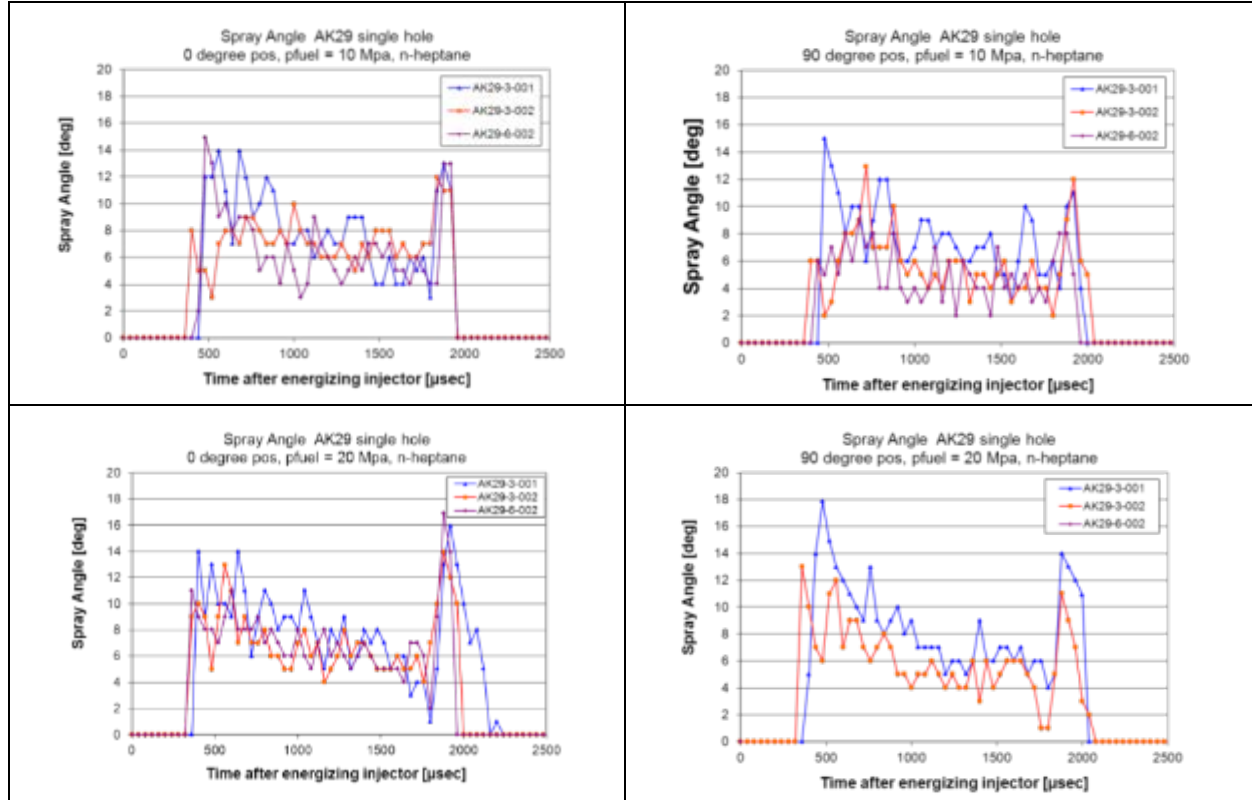 Spray Angle AK29 single hole
0 degree pos, pfuel = 10 Mpa, n-heptane
Spray Angle [deg]
20
18
16
14
12
10
8
6
4
2
0
AK29-3-001
AK29-3-002
AK29-6-002
0 500 1000 1500 2000 2500
Time after energizing injector [µsec]
Spray Angle AK29 single hole
90 degree pos, pfuel = 10 Mpa, n-heptane
Spray Angle [deg]
20
18
16
14
12
10
8
6
4
2
0
AK29-3-001
AK29-3-002
AK29-6-002
0 500 1000 1500 2000 2500
Time after energizing injector [µsec]
Spray Angle AK29 single hole
0 degree pos, pfuel = 20 Mpa, n-heptane
Spray Angle [deg]
20
18
16
14
12
10
8
6
4
2
0
AK29-3-001
AK29-3-002
AK29-6-002
0 500 1000 1500 2000 2500
Time after energizing injector [µsec]
Spray Angle AK29 single hole
90 degree pos, pfuel = 20 Mpa, n-heptane
Spray Angle [deg]
20
18
16
14
12
10
8
6
4
2
0
AK29-3-001
AK29-3-002
AK29-6-002
0 500 1000 1500 2000 2500
Time after energizing injector [µsec]